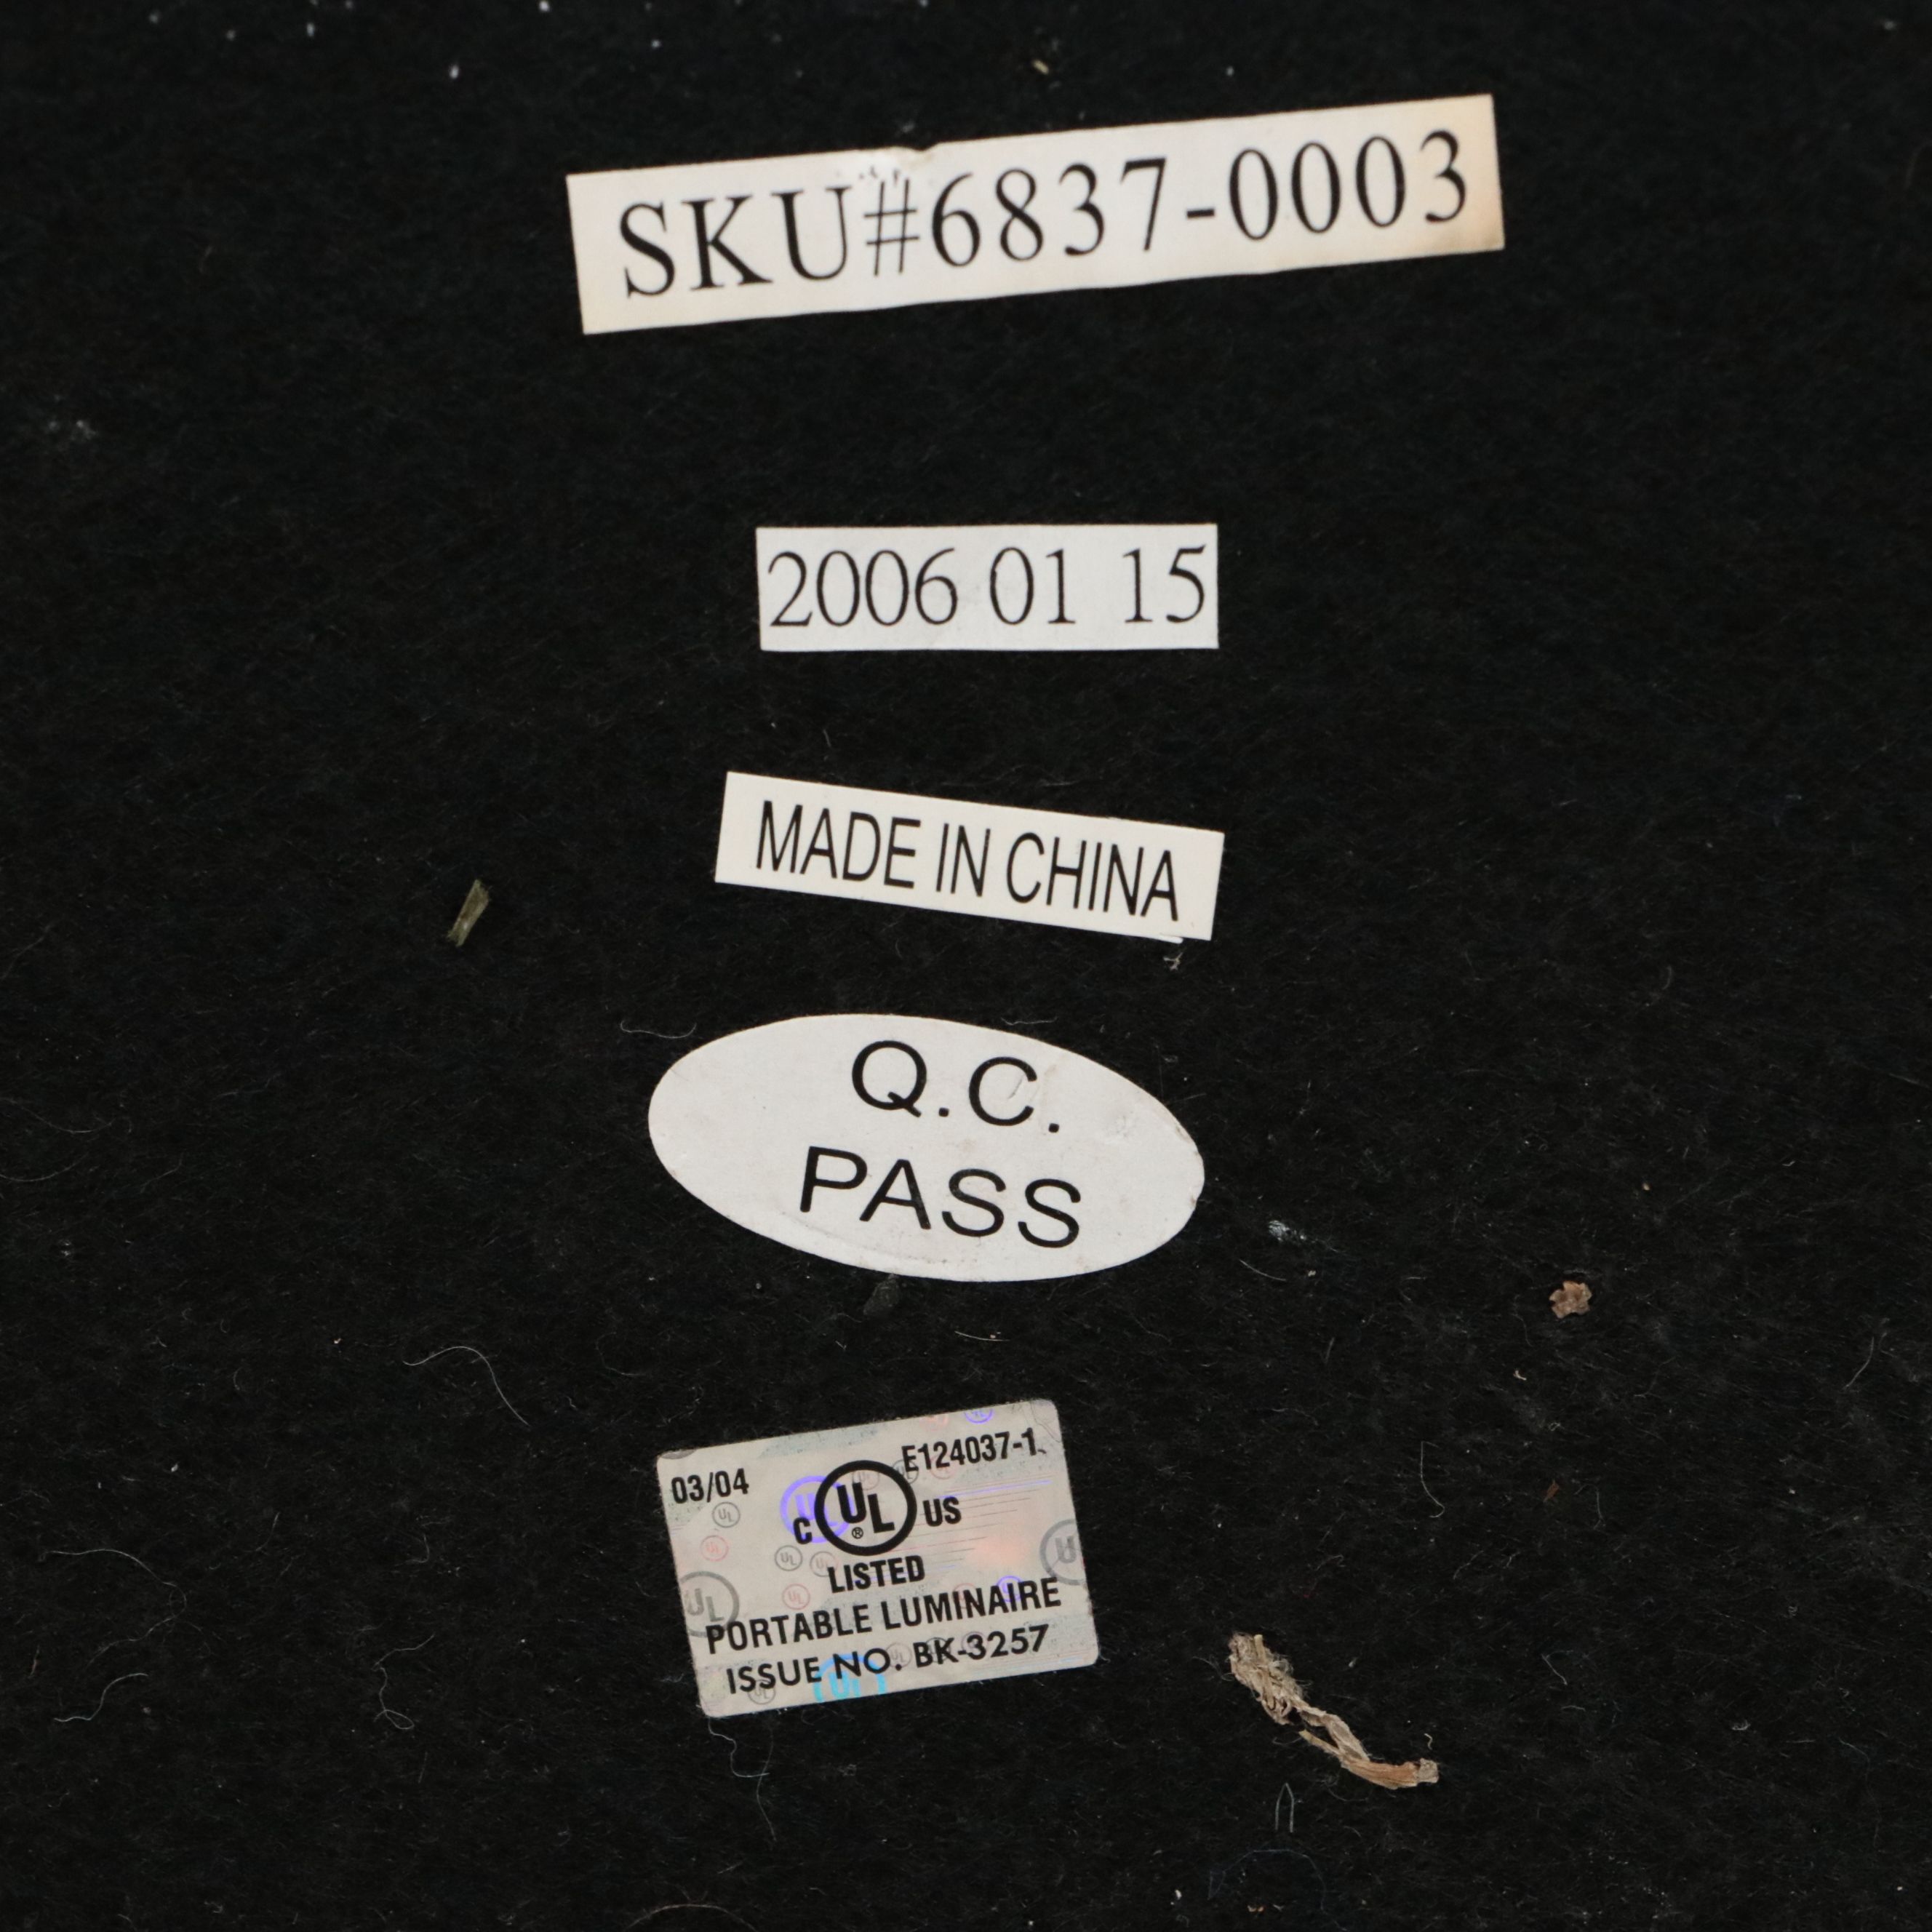 SKU#6837-0003
2006 01 15
MADE IN CHINA
Q.C.
PASS
03/04 E124037-1
C UL ® US
LISTED
PORTABLE LUMINAIRE
ISSUE NO. BK-3257